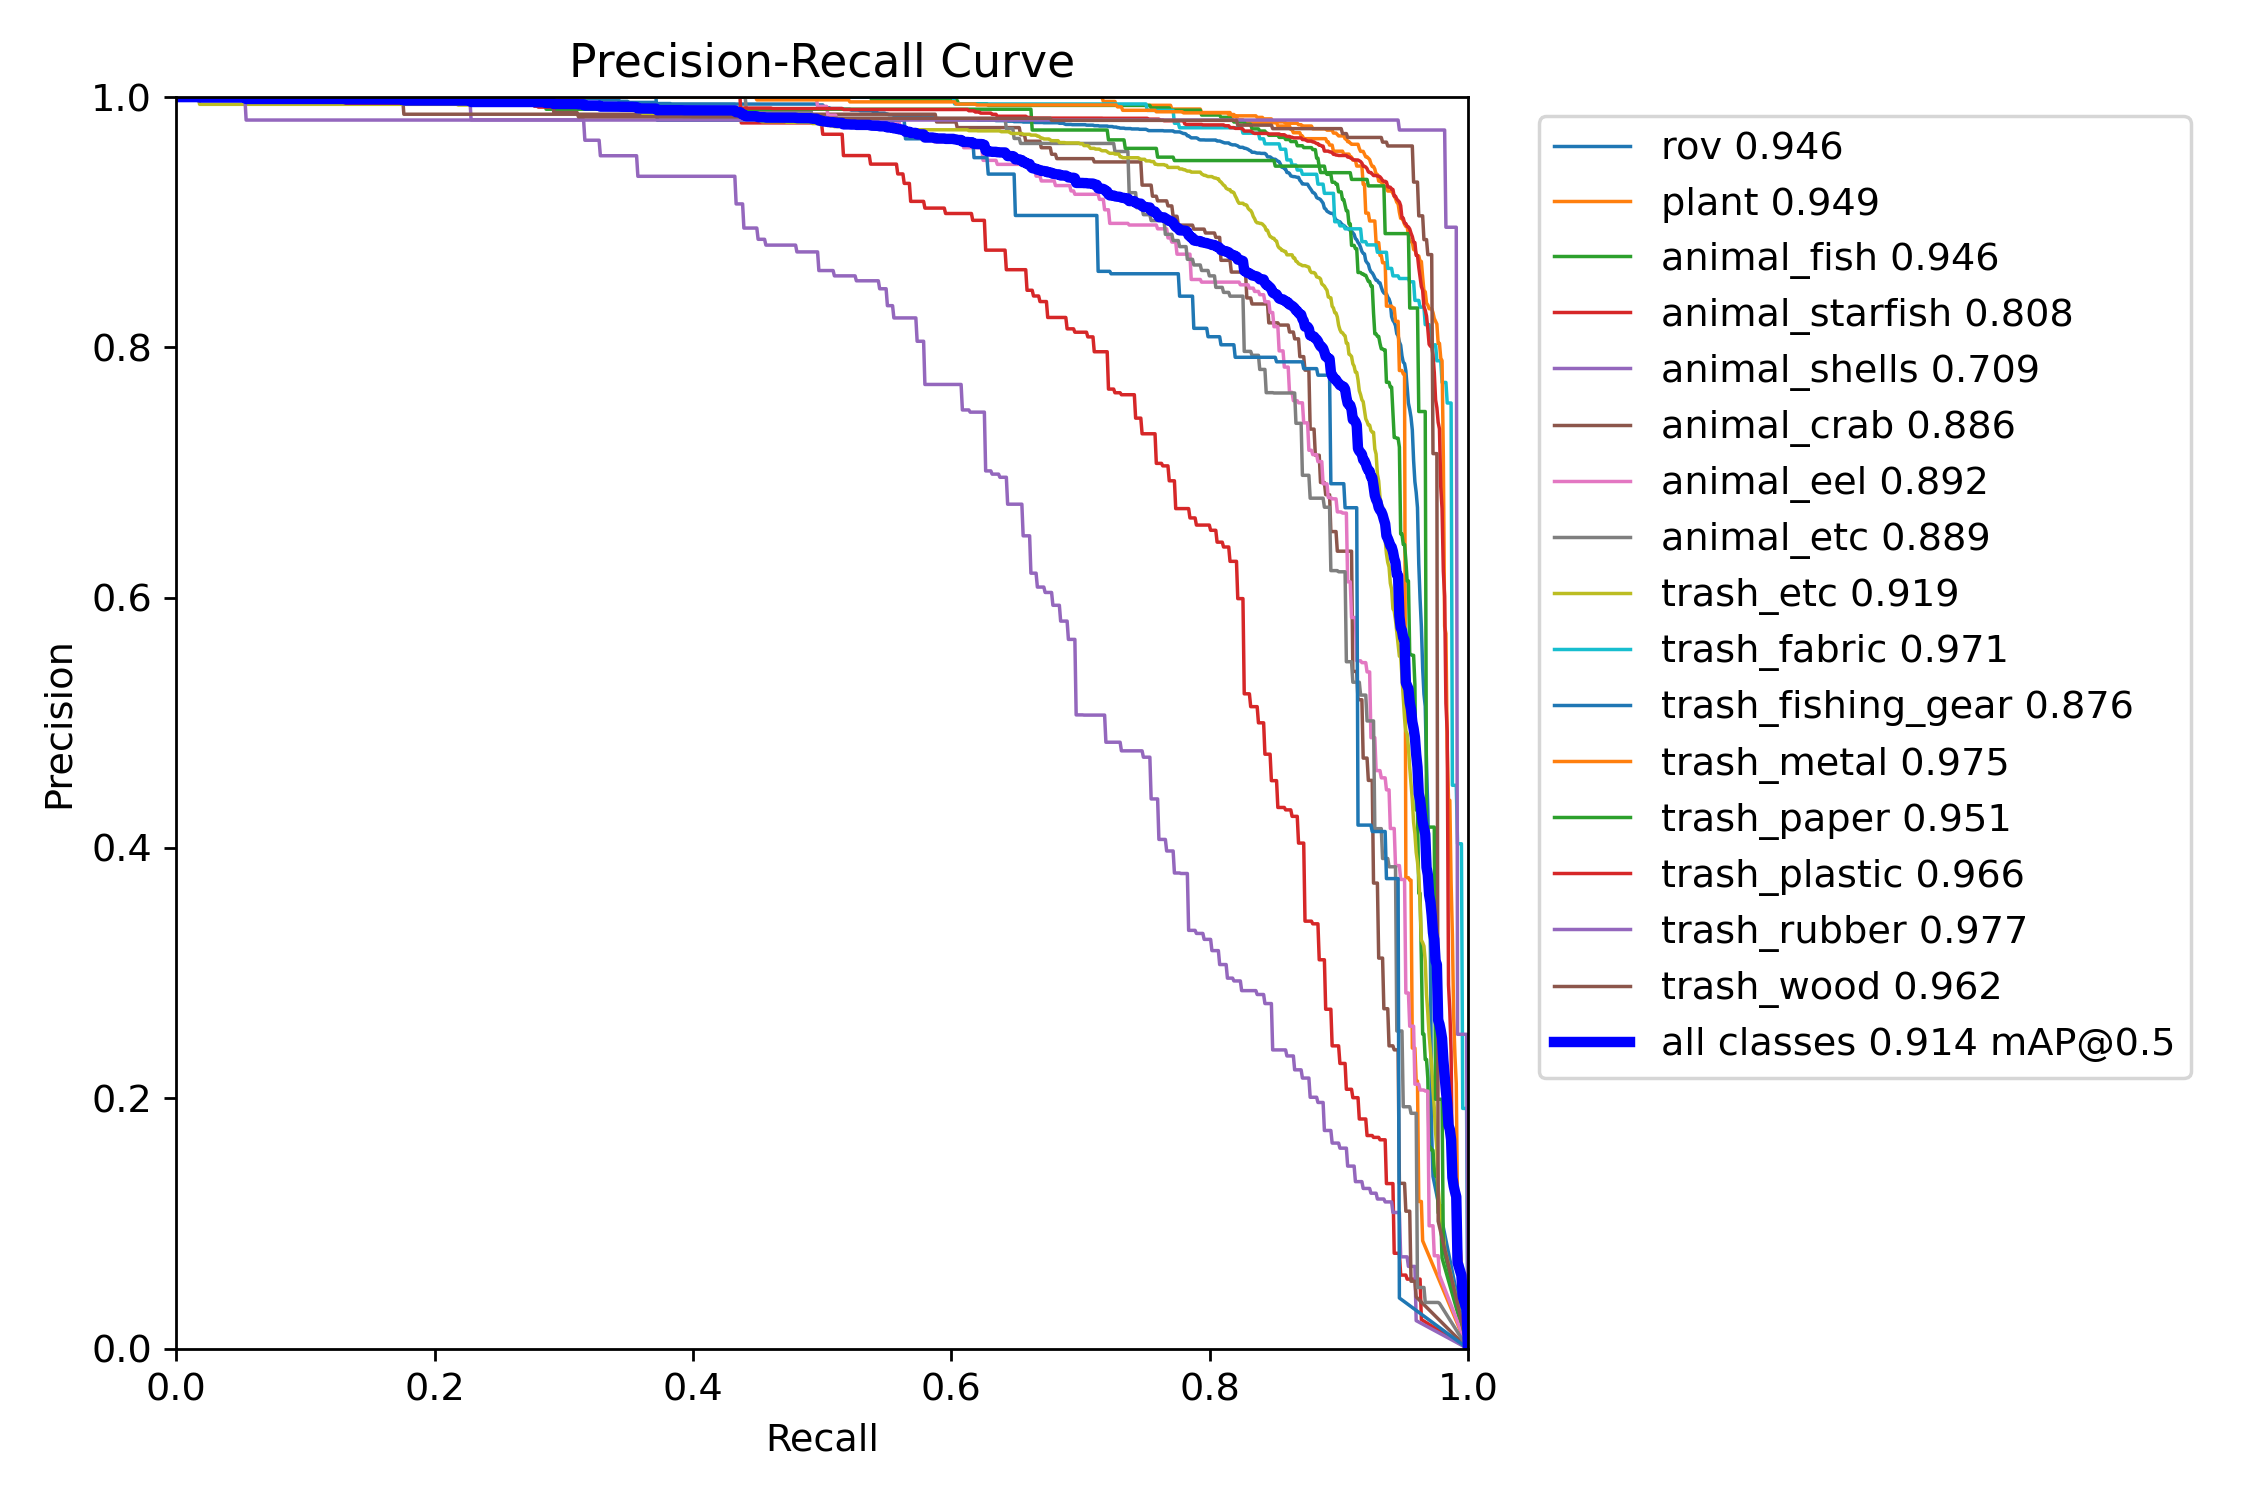 Precision-Recall Curve
1.0
0.8
0.6
0.4
0.2
0.0
Precision
0.0 0.2 0.4 0.6 0.8 1.0
Recall
rov 0.946
plant 0.949
animal_fish 0.946
animal_starfish 0.808
animal_shells 0.709
animal_crab 0.886
animal_eel 0.892
animal_etc 0.889
trash_etc 0.919
trash_fabric 0.971
trash_fishing_gear 0.876
trash_metal 0.975
trash_paper 0.951
trash_plastic 0.966
trash_rubber 0.977
trash_wood 0.962
all classes 0.914 mAP@0.5